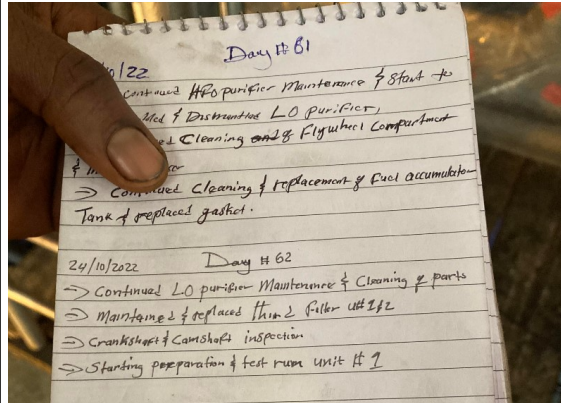 Day # 61
/10/22
Continued HFO purifier Maintenance & Start to
& Dismantled LO purifier,
Cleaning & Flywheel Compartment
&
⇒ Continued Cleaning & replacement of Fuel accumulator
Tank & replaced gasket.
24/10/2022 Day # 62
⇒ Continued LO purifier Maintenance & Cleaning of parts
⇒ Maintained & replaced third filler u#1&2
⇒ Crankshaft & Camshaft inspection
⇒ Starting preparation & test run unit # 1